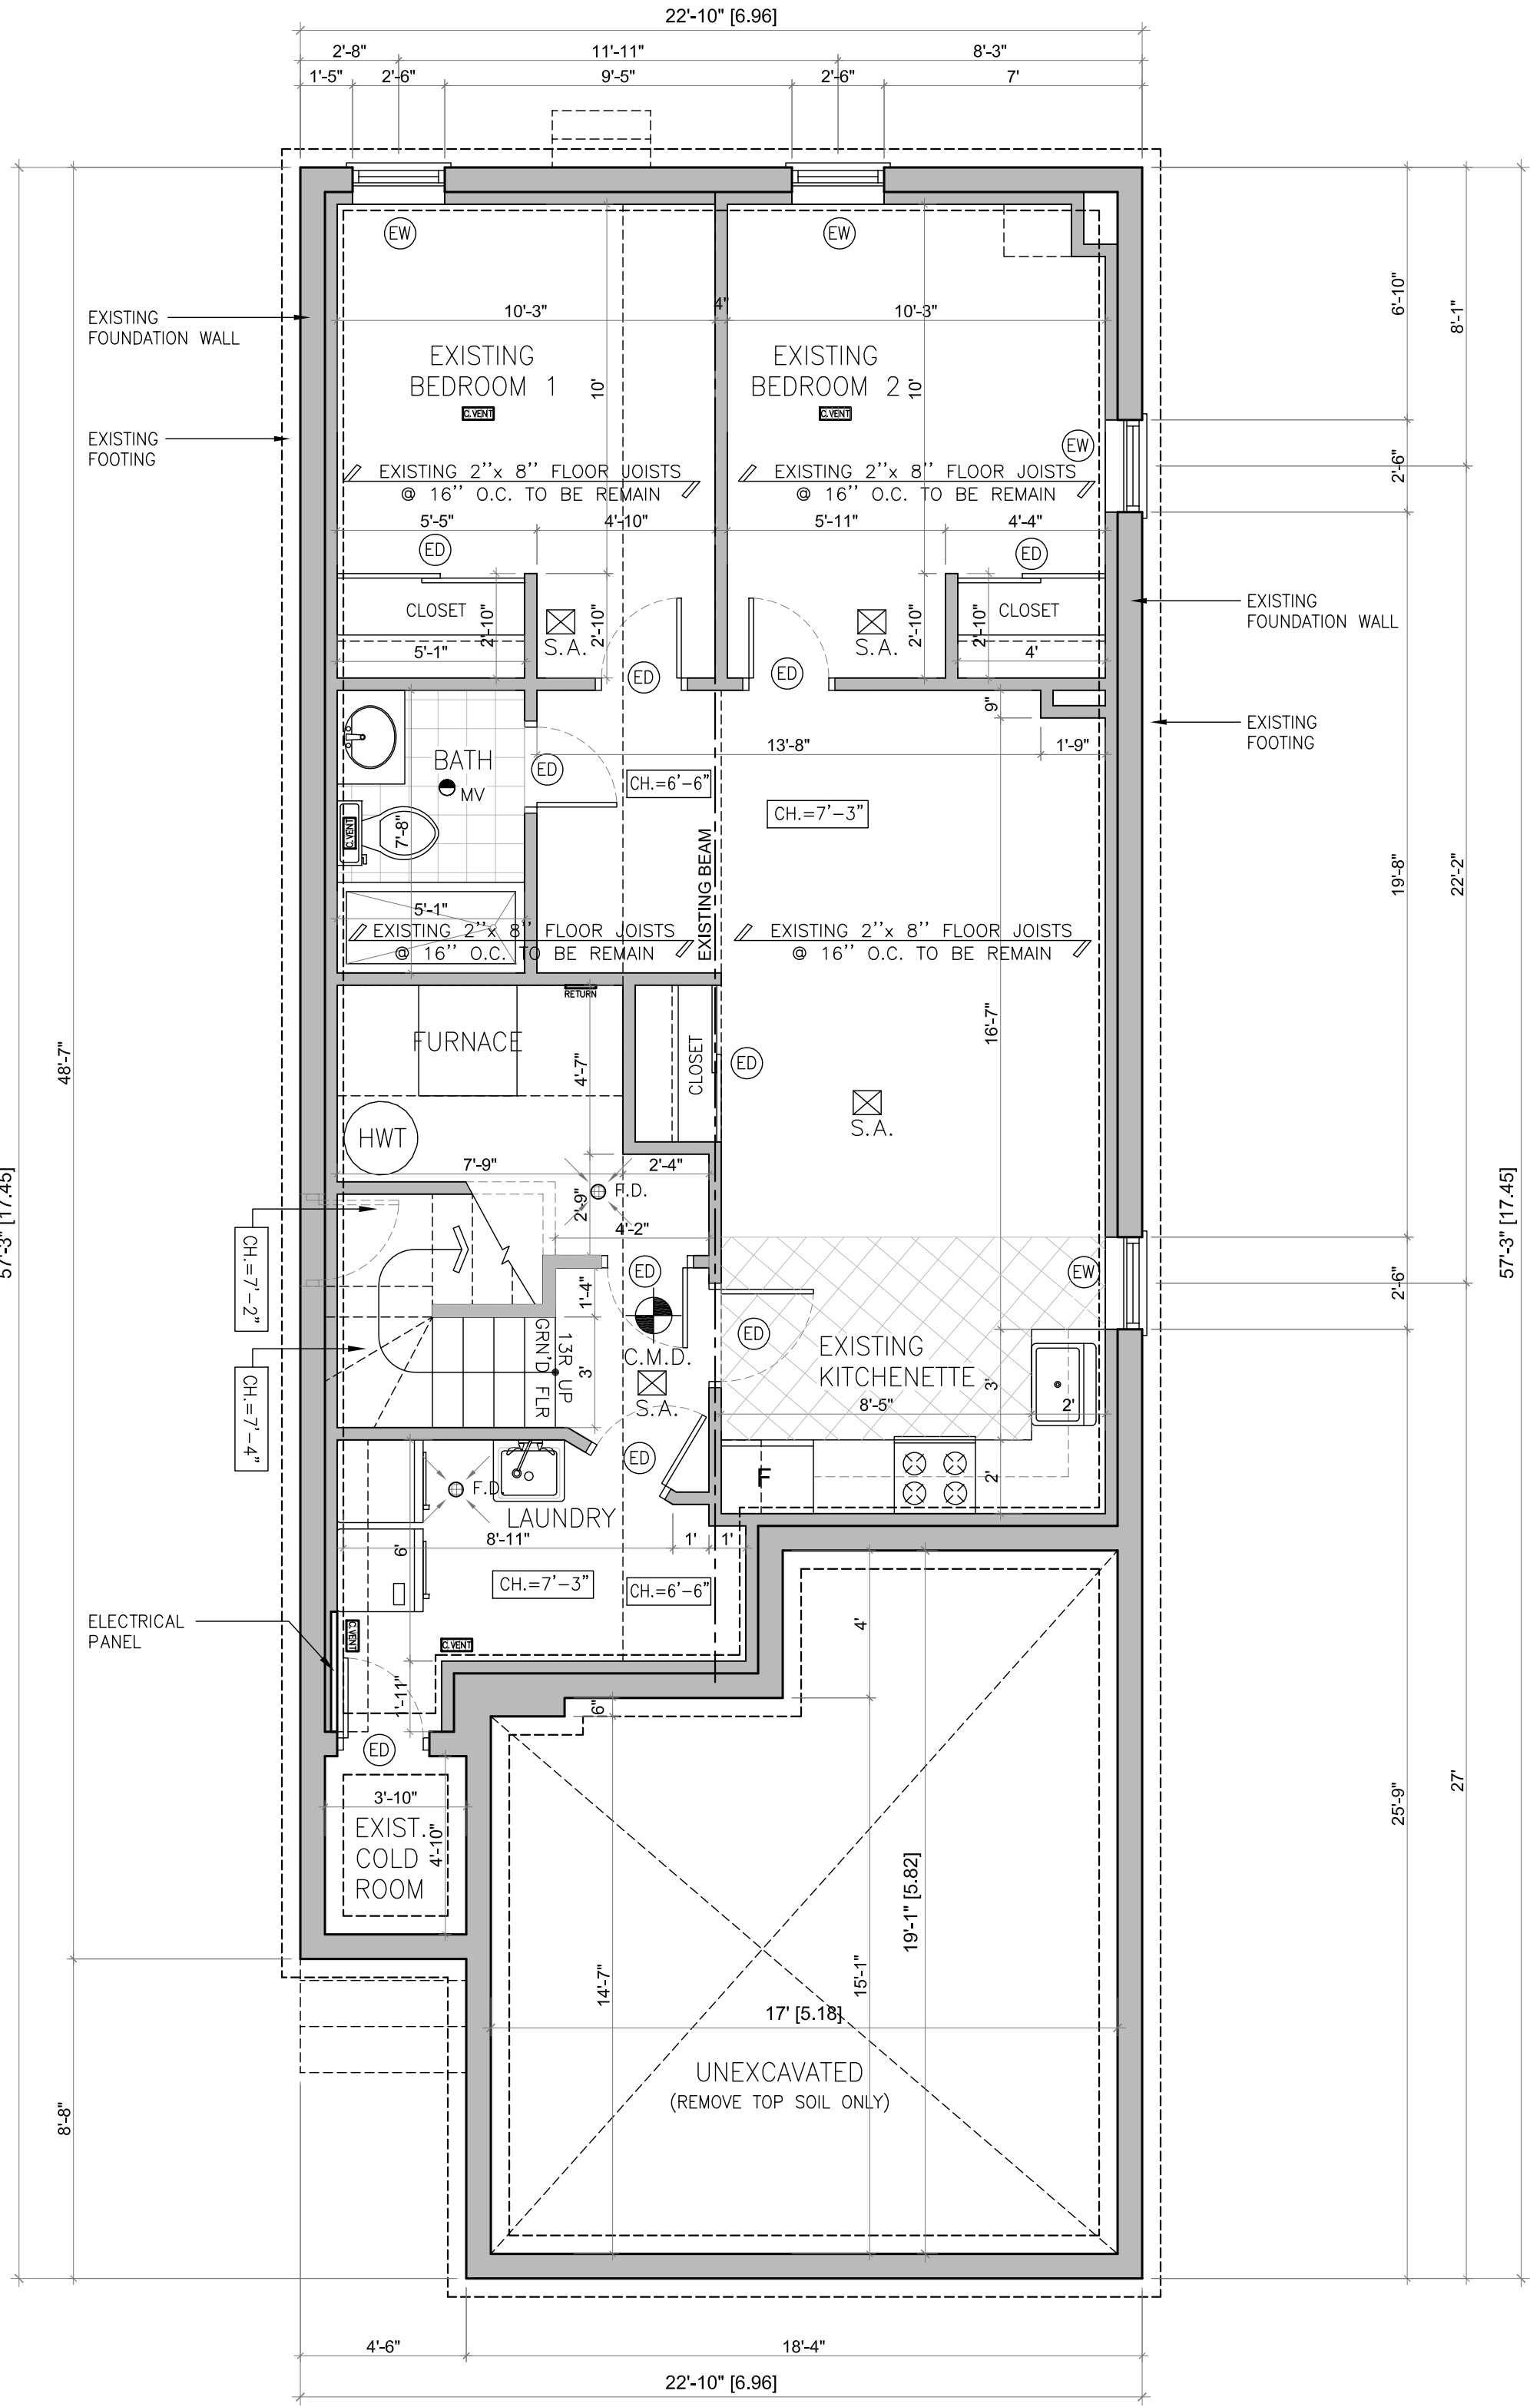 22'-10" [6.96]
2'-8" 11'-11" 8'-3"
1'-5" 2'-6" 9'-5" 2'-6" 7'
EW EW
4'
10'-3" 10'-3"
EXISTING
FOUNDATION WALL
6'-10"
8'-1"
EXISTING
BEDROOM 1
10'
EXISTING
BEDROOM 2
10'
C.VENT C.VENT
EXISTING
FOOTING
EW
2'-6"
EXISTING 2''x 8'' FLOOR JOISTS
@ 16'' O.C. TO BE REMAIN
EXISTING 2''x 8'' FLOOR JOISTS
@ 16'' O.C. TO BE REMAIN
5'-5" 4'-10" 5'-11" 4'-4"
ED ED
CLOSET 2'-10" 2'-10" 2'-10" 2'-10" CLOSET
S.A. S.A.
5'-1" 4'
EXISTING
FOUNDATION WALL
ED ED
9"
EXISTING
FOOTING
13'-8" 1'-9"
BATH
MV
ED
CH.=6'-6"
CH.=7'-3"
C.VENT
7'-8"
EXISTING BEAM
19'-8"
22'-2"
5'-1"
EXISTING 2''x 8'' FLOOR JOISTS
@ 16'' O.C. TO BE REMAIN
EXISTING 2''x 8'' FLOOR JOISTS
@ 16'' O.C. TO BE REMAIN
RETURN
FURNACE
4'-7"
CLOSET
ED
16'-7"
48'-7"
S.A.
HWT
7'-9" 2'-4"
F.D.
2'-9"
4'-2"
57'-3" [17.45]
57'-3" [17.45]
CH.=7'-2"
CH.=7'-4"
ED
1'-4"
EW
2'-6"
C.M.D.
ED
13R UP
GRN'D FLR
3'
S.A.
EXISTING
KITCHENETTE
3'
8'-5" 2'
ED
F
2'
F.D.
LAUNDRY
8'-11" 1' 1'
6'
CH.=7'-3" CH.=6'-6"
ELECTRICAL
PANEL
C.VENT
C.VENT
4'
1'-11"
6"
ED
3'-10"
EXIST.
COLD
ROOM
4'-10"
25'-9"
27'
19'-1" [5.82]
14'-7"
15'-1"
17' [5.18]
UNEXCAVATED
(REMOVE TOP SOIL ONLY)
8'-8"
4'-6" 18'-4"
22'-10" [6.96]